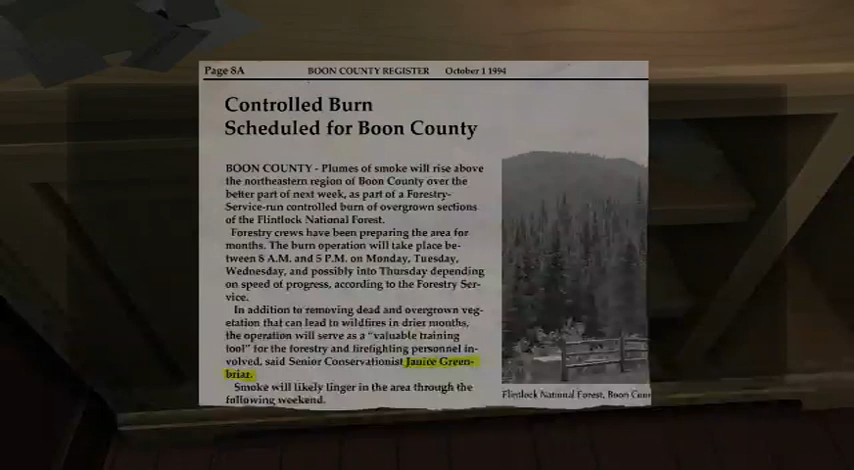 Page 8A BOON COUNTY REGISTER October 1 1994
Controlled Burn
Scheduled for Boon County
BOON COUNTY - Plumes of smoke will rise above
the northeastern region of Boon County over the
better part of next week, as part of a Forestry-
Service-run controlled burn of overgrown sections
of the Flintlock National Forest.
Forestry crews have been preparing the area for
months. The burn operation will take place be-
tween 8 A.M. and 5 P.M. on Monday, Tuesday,
Wednesday, and possibly into Thursday depending
on speed of progress, according to the Forestry Ser-
vice.
In addition to removing dead and overgrown veg-
etation that can lead to wildfires in drier months,
the operation will serve as a "valuable training
tool" for the forestry and firefighting personnel in-
volved, said Senior Conservationist Janice Green-
briar.
Smoke will likely linger in the area through the
following weekend.
Flintlock National Forest, Boon Coun